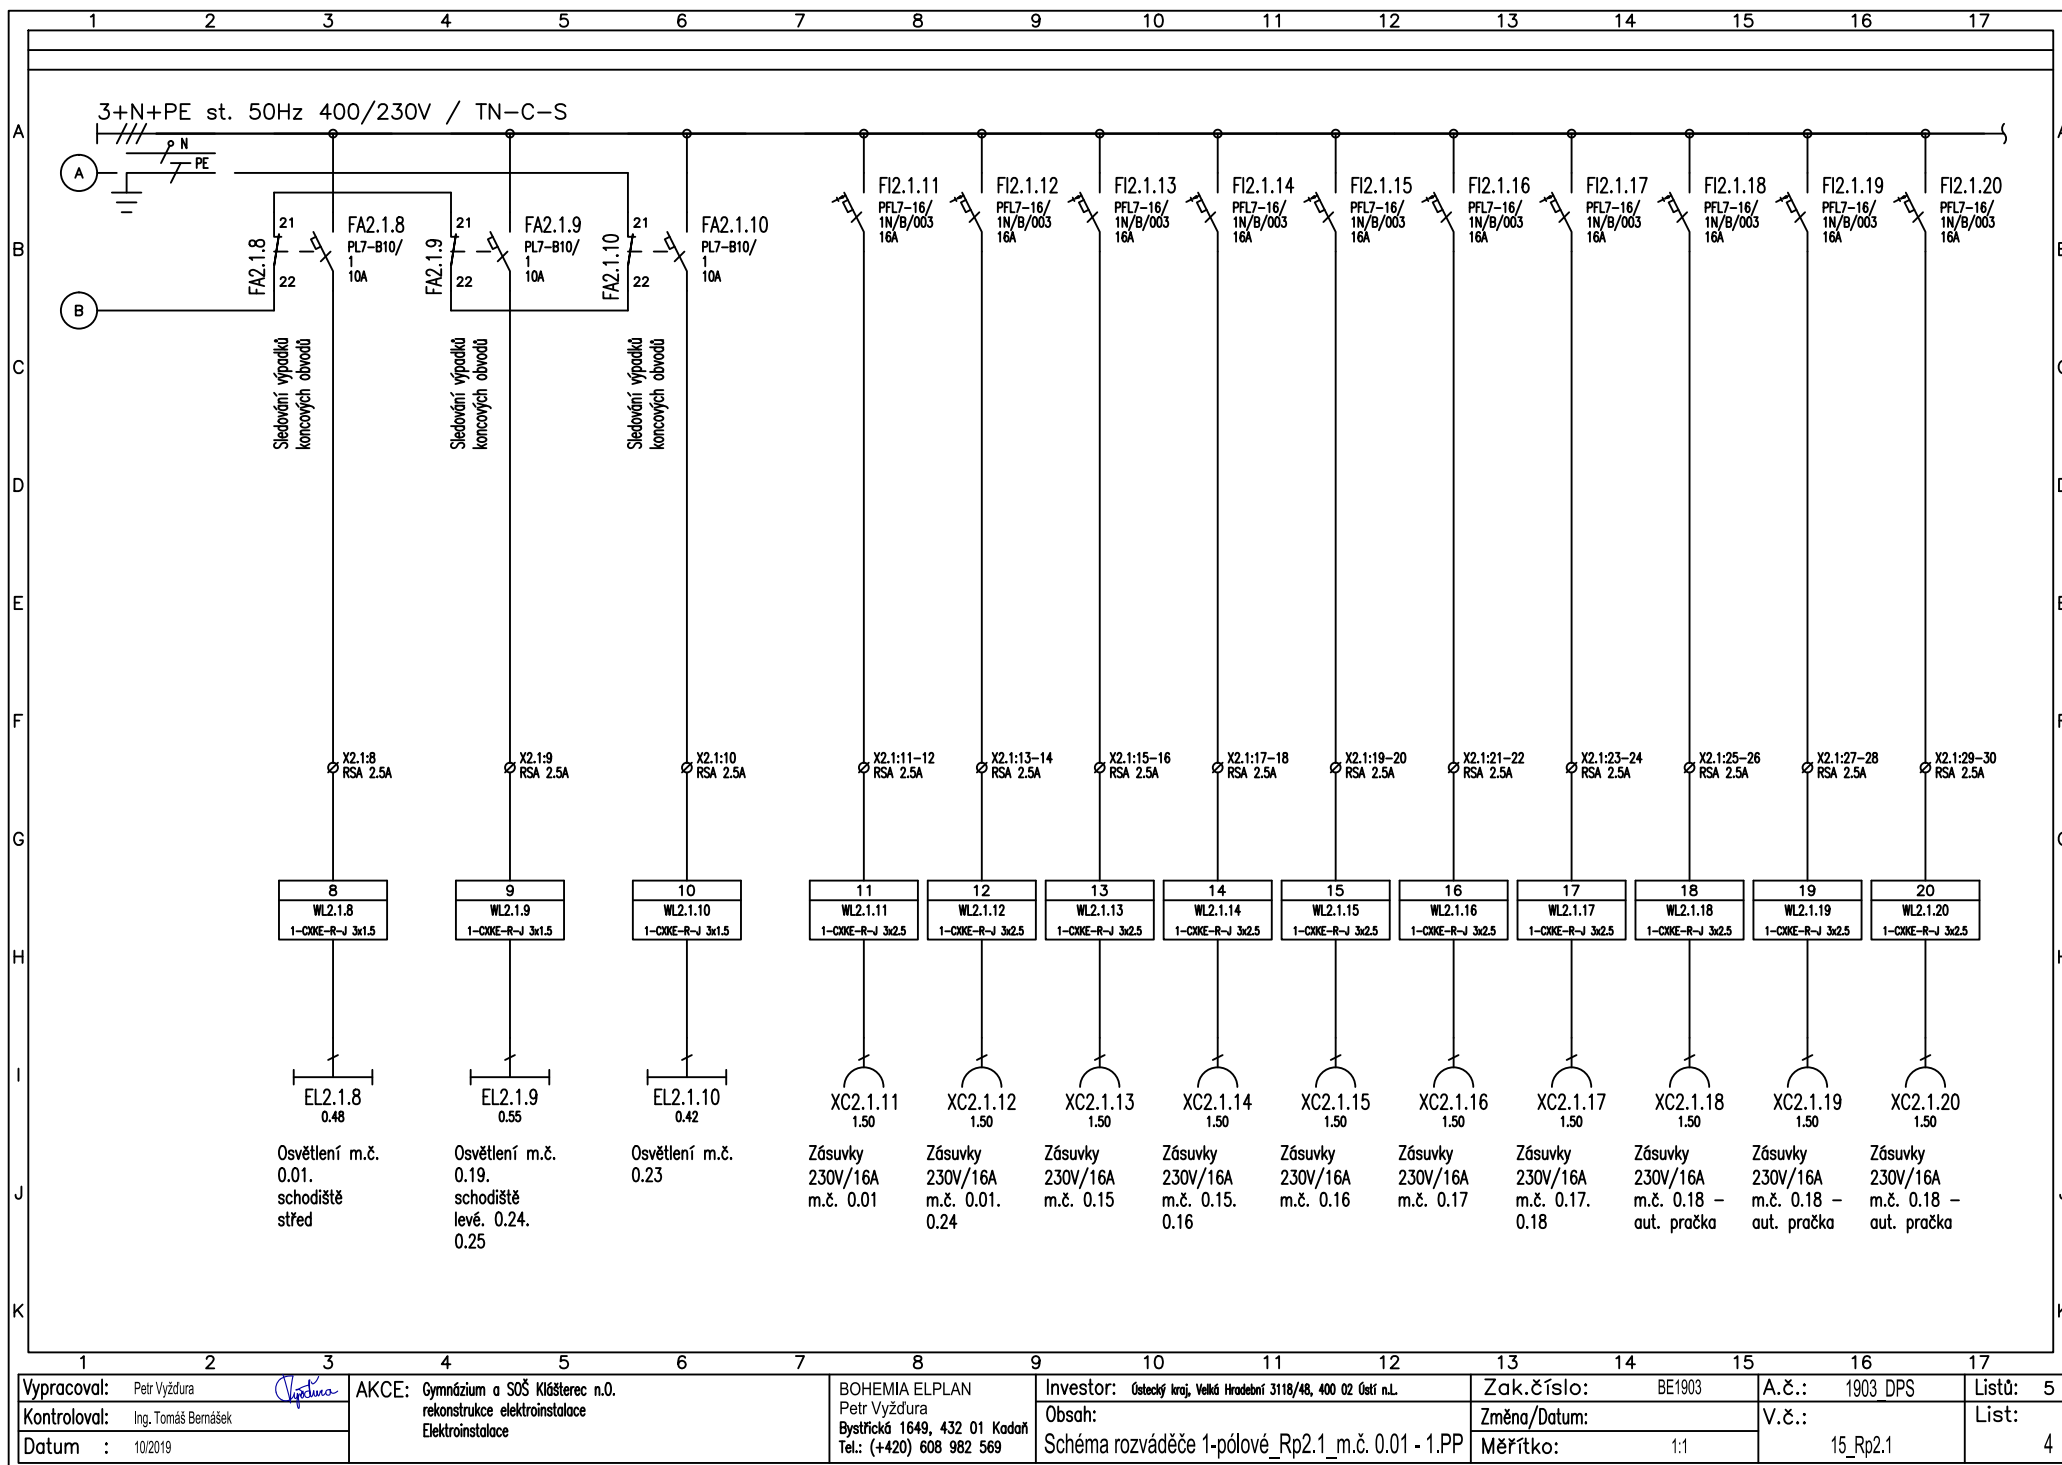 1 2 3 4 5 6 7 8 9 10 11 12 13 14 15 16 17
3+N+PE st. 50Hz 400/230V / TN-C-S
A
N
PE
A
B
B
21
22
FA2.1.8
FA2.1.8
PL7-B10/
1
10A
21
22
FA2.1.9
FA2.1.9
PL7-B10/
1
10A
21
22
FA2.1.10
FA2.1.10
PL7-B10/
1
10A
FI2.1.11
PFL7-16/
1N/B/003
16A
FI2.1.12
PFL7-16/
1N/B/003
16A
FI2.1.13
PFL7-16/
1N/B/003
16A
FI2.1.14
PFL7-16/
1N/B/003
16A
FI2.1.15
PFL7-16/
1N/B/003
16A
FI2.1.16
PFL7-16/
1N/B/003
16A
FI2.1.17
PFL7-16/
1N/B/003
16A
FI2.1.18
PFL7-16/
1N/B/003
16A
FI2.1.19
PFL7-16/
1N/B/003
16A
FI2.1.20
PFL7-16/
1N/B/003
16A
C
Sledování výpadků
koncových obvodů
Sledování výpadků
koncových obvodů
Sledování výpadků
koncových obvodů
D
E
F
X2.1:8
RSA 2.5A
X2.1:9
RSA 2.5A
X2.1:10
RSA 2.5A
X2.1:11-12
RSA 2.5A
X2.1:13-14
RSA 2.5A
X2.1:15-16
RSA 2.5A
X2.1:17-18
RSA 2.5A
X2.1:19-20
RSA 2.5A
X2.1:21-22
RSA 2.5A
X2.1:23-24
RSA 2.5A
X2.1:25-26
RSA 2.5A
X2.1:27-28
RSA 2.5A
X2.1:29-30
RSA 2.5A
G
8
WL2.1.8
1-CXKE-R-J 3x1.5
9
WL2.1.9
1-CXKE-R-J 3x1.5
10
WL2.1.10
1-CXKE-R-J 3x1.5
11
WL2.1.11
1-CXKE-R-J 3x2.5
12
WL2.1.12
1-CXKE-R-J 3x2.5
13
WL2.1.13
1-CXKE-R-J 3x2.5
14
WL2.1.14
1-CXKE-R-J 3x2.5
15
WL2.1.15
1-CXKE-R-J 3x2.5
16
WL2.1.16
1-CXKE-R-J 3x2.5
17
WL2.1.17
1-CXKE-R-J 3x2.5
18
WL2.1.18
1-CXKE-R-J 3x2.5
19
WL2.1.19
1-CXKE-R-J 3x2.5
20
WL2.1.20
1-CXKE-R-J 3x2.5
H
I
EL2.1.8
0.48
Osvětlení m.č.
0.01.
schodiště
střed
EL2.1.9
0.55
Osvětlení m.č.
0.19.
schodiště
levé. 0.24.
0.25
EL2.1.10
0.42
Osvětlení m.č.
0.23
XC2.1.11
1.50
Zásuvky
230V/16A
m.č. 0.01
XC2.1.12
1.50
Zásuvky
230V/16A
m.č. 0.01.
0.24
XC2.1.13
1.50
Zásuvky
230V/16A
m.č. 0.15
XC2.1.14
1.50
Zásuvky
230V/16A
m.č. 0.15.
0.16
XC2.1.15
1.50
Zásuvky
230V/16A
m.č. 0.16
XC2.1.16
1.50
Zásuvky
230V/16A
m.č. 0.17
XC2.1.17
1.50
Zásuvky
230V/16A
m.č. 0.17.
0.18
XC2.1.18
1.50
Zásuvky
230V/16A
m.č. 0.18 -
aut. pračka
XC2.1.19
1.50
Zásuvky
230V/16A
m.č. 0.18 -
aut. pračka
XC2.1.20
1.50
Zásuvky
230V/16A
m.č. 0.18 -
aut. pračka
J
K
1 2 3 4 5 6 7 8 9 10 11 12 13 14 15 16 17
Vypracoval: Petr Vyžďura Vyžďura
Kontroloval: Ing. Tomáš Bernášek
Datum : 10/2019
AKCE: Gymnázium a SOŠ Klášterec n.O.
rekonstrukce elektroinstalace
Elektroinstalace
BOHEMIA ELPLAN
Petr Vyžďura
Bystřická 1649, 432 01 Kadaň
Tel.: (+420) 608 982 569
Investor: Ústecký kraj, Velká Hradební 3118/48, 400 02 Ústí n.L.
Obsah:
Schéma rozváděče 1-pólové_Rp2.1_m.č. 0.01 - 1.PP
Zak.číslo: BE1903
Změna/Datum:
Měřítko: 1:1
A.č.: 1903_DPS
V.č.:
15_Rp2.1
Listů: 5
List:
4